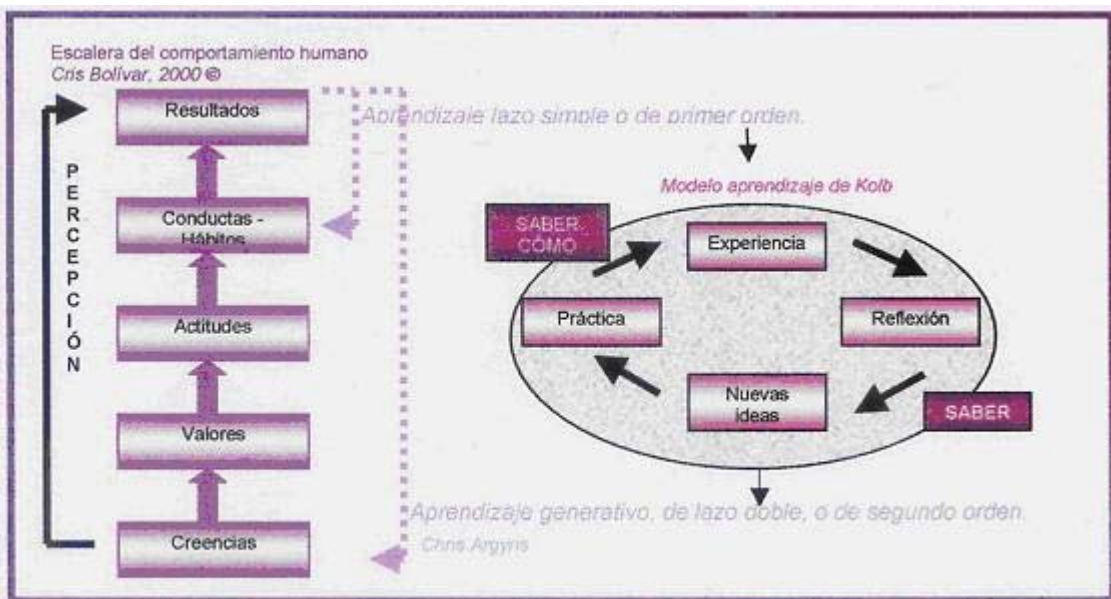 Escalera del comportamiento humano
Cris Bolívar, 2000 ©
Resultados
Conductas -
Hábitos
Actitudes
Valores
Creencias
PERCEPCIÓN
Aprendizaje lazo simple o de primer orden.
Modelo aprendizaje de Kolb
SABER
CÓMO
Experiencia
Práctica
Reflexión
Nuevas
ideas
SABER
Aprendizaje generativo, de lazo doble, o de segundo orden.
Chris Argyris